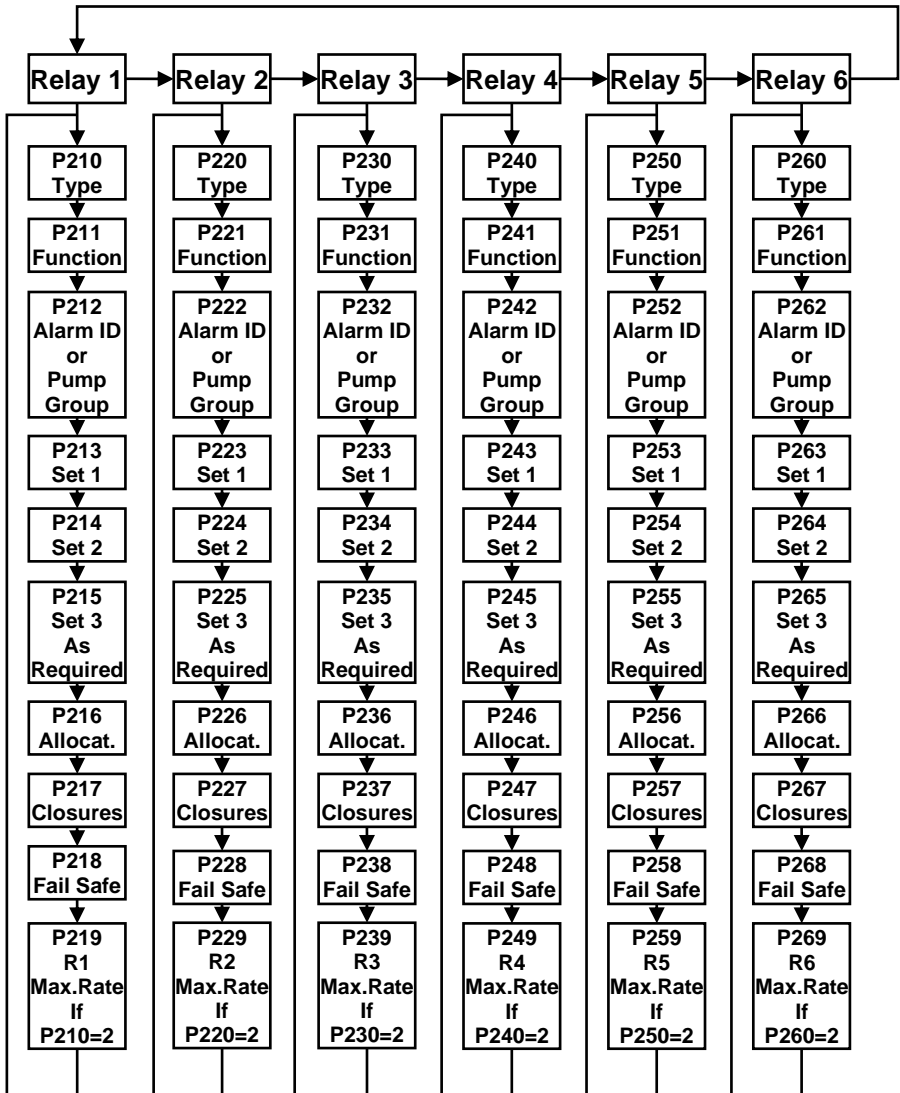 Relay 1
Relay 2
Relay 3
Relay 4
Relay 5
Relay 6
P210
Type
P211
Function
P212
Alarm ID
or
Pump
Group
P213
Set 1
P214
Set 2
P215
Set 3
As
Required
P216
Allocat.
P217
Closures
P218
Fail Safe
P219
R1
Max.Rate
If
P210=2
P220
Type
P221
Function
P222
Alarm ID
or
Pump
Group
P223
Set 1
P224
Set 2
P225
Set 3
As
Required
P226
Allocat.
P227
Closures
P228
Fail Safe
P229
R2
Max.Rate
If
P220=2
P230
Type
P231
Function
P232
Alarm ID
or
Pump
Group
P233
Set 1
P234
Set 2
P235
Set 3
As
Required
P236
Allocat.
P237
Closures
P238
Fail Safe
P239
R3
Max.Rate
If
P230=2
P240
Type
P241
Function
P242
Alarm ID
or
Pump
Group
P243
Set 1
P244
Set 2
P245
Set 3
As
Required
P246
Allocat.
P247
Closures
P248
Fail Safe
P249
R4
Max.Rate
If
P240=2
P250
Type
P251
Function
P252
Alarm ID
or
Pump
Group
P253
Set 1
P254
Set 2
P255
Set 3
As
Required
P256
Allocat.
P257
Closures
P258
Fail Safe
P259
R5
Max.Rate
If
P250=2
P260
Type
P261
Function
P262
Alarm ID
or
Pump
Group
P263
Set 1
P264
Set 2
P265
Set 3
As
Required
P266
Allocat.
P267
Closures
P268
Fail Safe
P269
R6
Max.Rate
If
P260=2